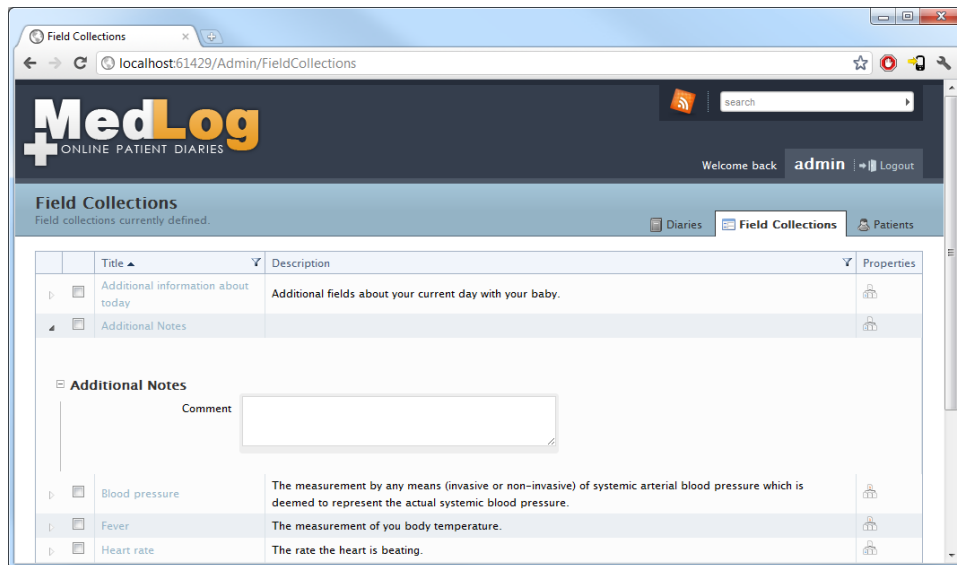 Field Collections
localhost:61429/Admin/FieldCollections
MedLog
ONLINE PATIENT DIARIES
search
Welcome back admin Logout
Field Collections
Field collections currently defined.
Diaries Field Collections Patients
Title Description Properties
Additional information about
today
Additional fields about your current day with your baby.
Additional Notes
Additional Notes
Comment
Blood pressure
The measurement by any means (invasive or non-invasive) of systemic arterial blood pressure which is
deemed to represent the actual systemic blood pressure.
Fever The measurement of you body temperature.
Heart rate The rate the heart is beating.